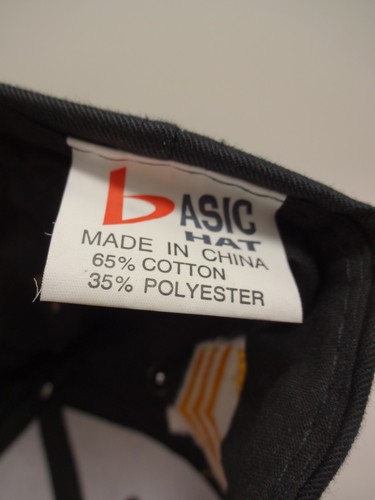 bASIC
HAT
MADE IN CHINA
65% COTTON
35% POLYESTER